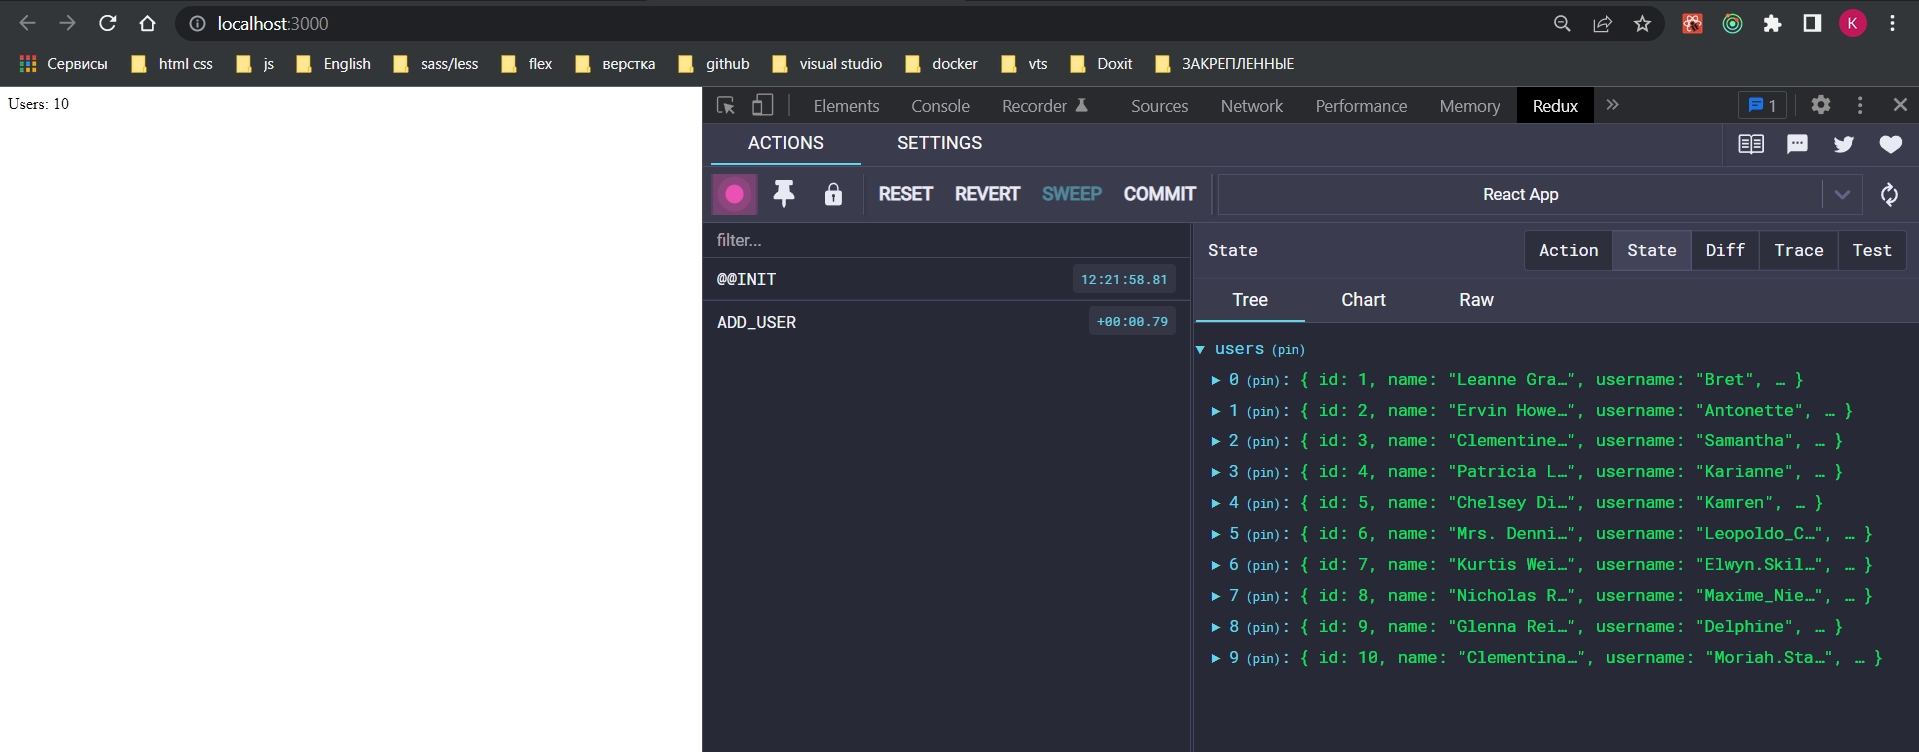 localhost:3000
K
Сервисы html css js English sass/less flex верстка github visual studio docker vts Doxit ЗАКРЕПЛЕННЫЕ
Users: 10
Elements Console Recorder Sources Network Performance Memory Redux 1
ACTIONS SETTINGS
RESET REVERT SWEEP COMMIT React App
filter...
@@INIT 12:21:58.81
ADD_USER +00:00.79
State Action State Diff Trace Test
Tree Chart Raw
users (pin)
0 (pin): { id: 1, name: "Leanne Gra…", username: "Bret", … }
1 (pin): { id: 2, name: "Ervin Howe…", username: "Antonette", … }
2 (pin): { id: 3, name: "Clementine…", username: "Samantha", … }
3 (pin): { id: 4, name: "Patricia L…", username: "Karianne", … }
4 (pin): { id: 5, name: "Chelsey Di…", username: "Kamren", … }
5 (pin): { id: 6, name: "Mrs. Denni…", username: "Leopoldo_C…", … }
6 (pin): { id: 7, name: "Kurtis Wei…", username: "Elwyn.Skil…", … }
7 (pin): { id: 8, name: "Nicholas R…", username: "Maxime_Nie…", … }
8 (pin): { id: 9, name: "Glenna Rei…", username: "Delphine", … }
9 (pin): { id: 10, name: "Clementina…", username: "Moriah.Sta…", … }